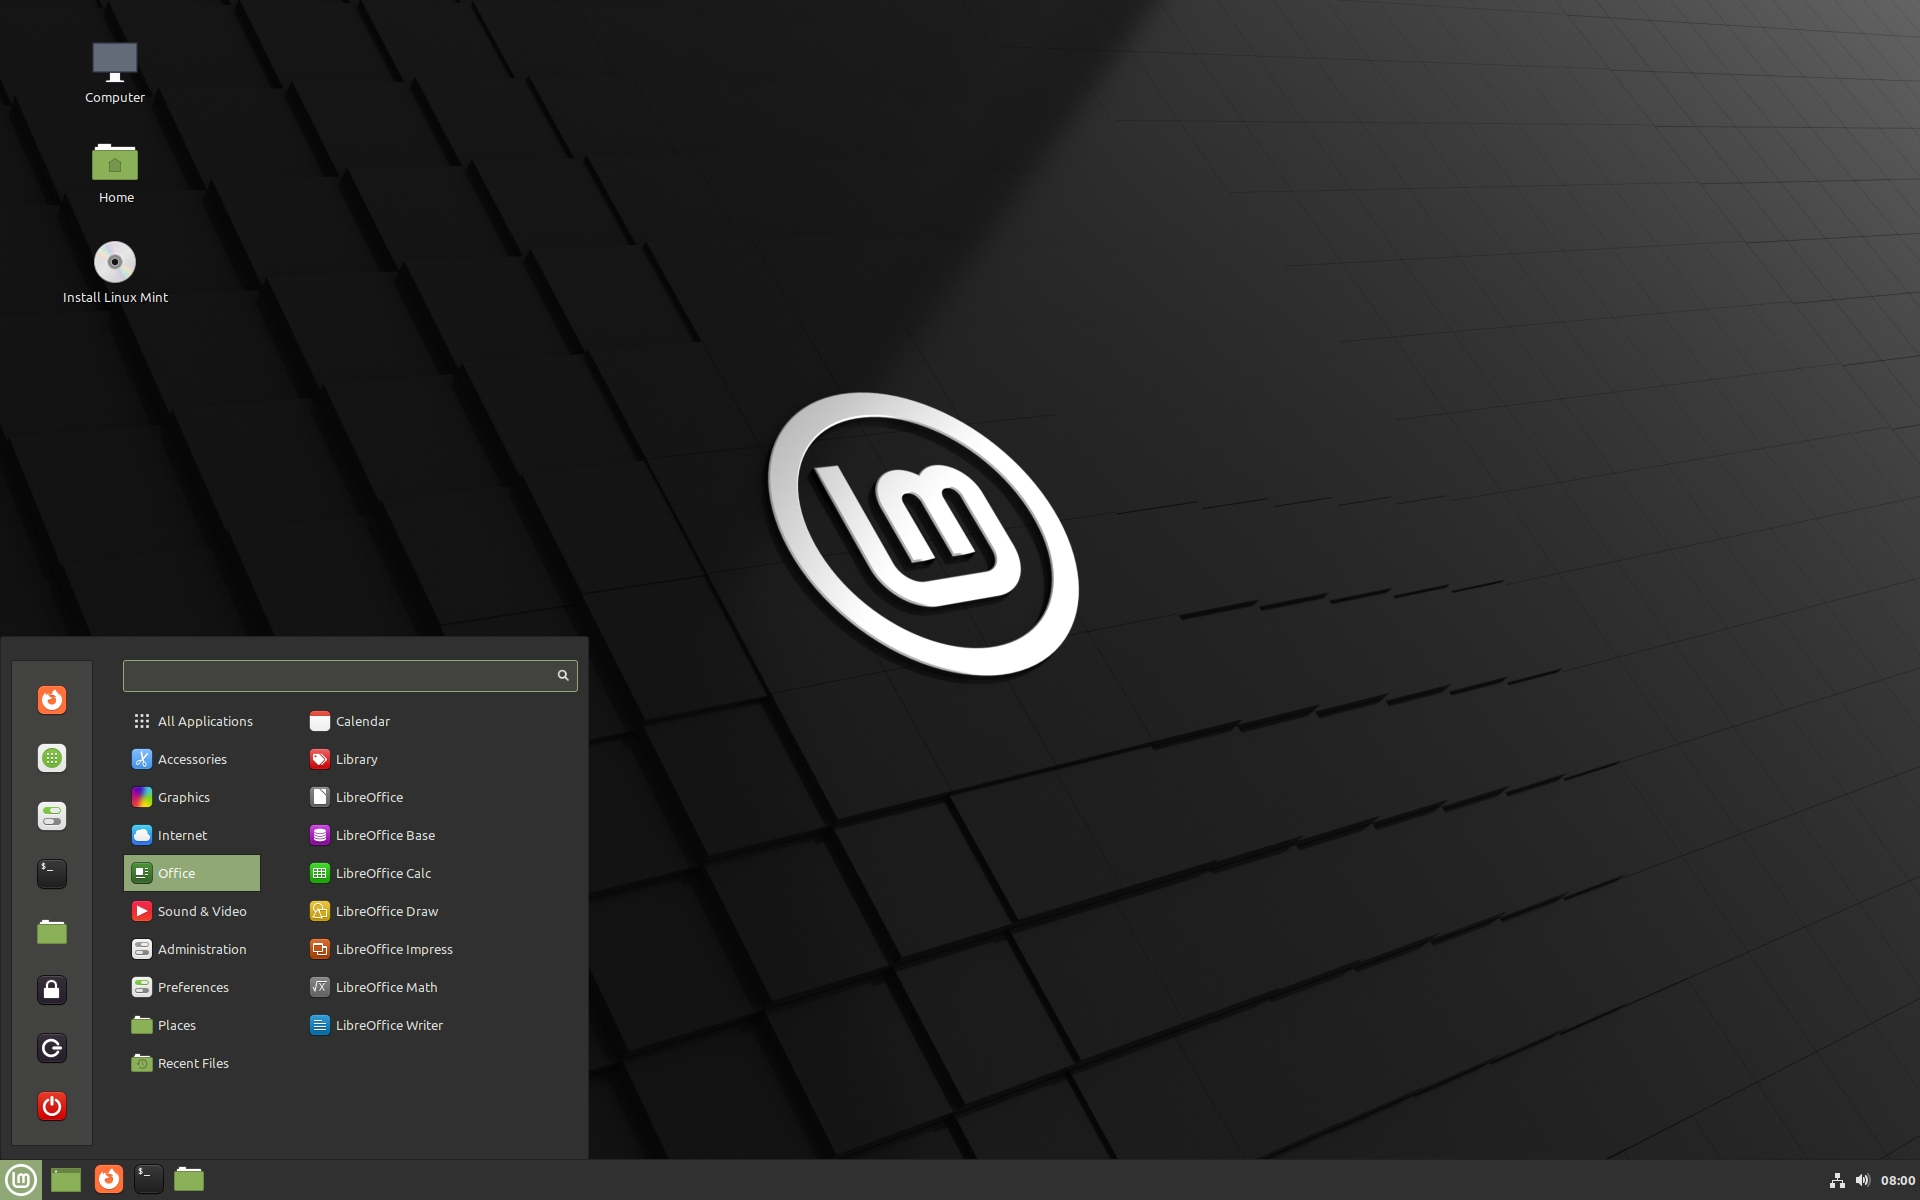 Computer
Home
Install Linux Mint
All Applications
Accessories
Graphics
Internet
Office
Sound & Video
Administration
Preferences
Places
Recent Files
Calendar
Library
LibreOffice
LibreOffice Base
LibreOffice Calc
LibreOffice Draw
LibreOffice Impress
LibreOffice Math
LibreOffice Writer
08:00